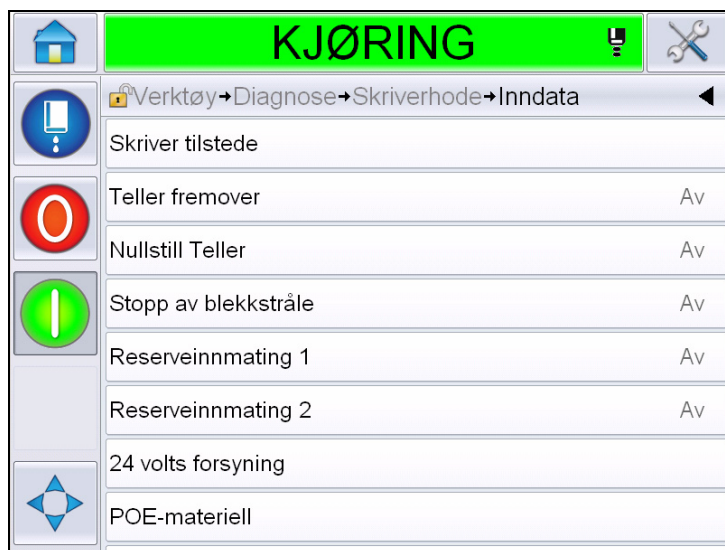 KJØRING
Verktøy→Diagnose→Skriverhode→Inndata
Skriver tilstede
Teller fremover Av
Nullstill Teller Av
Stopp av blekkstråle Av
Reserveinnmating 1 Av
Reserveinnmating 2 Av
24 volts forsyning
POE-materiell